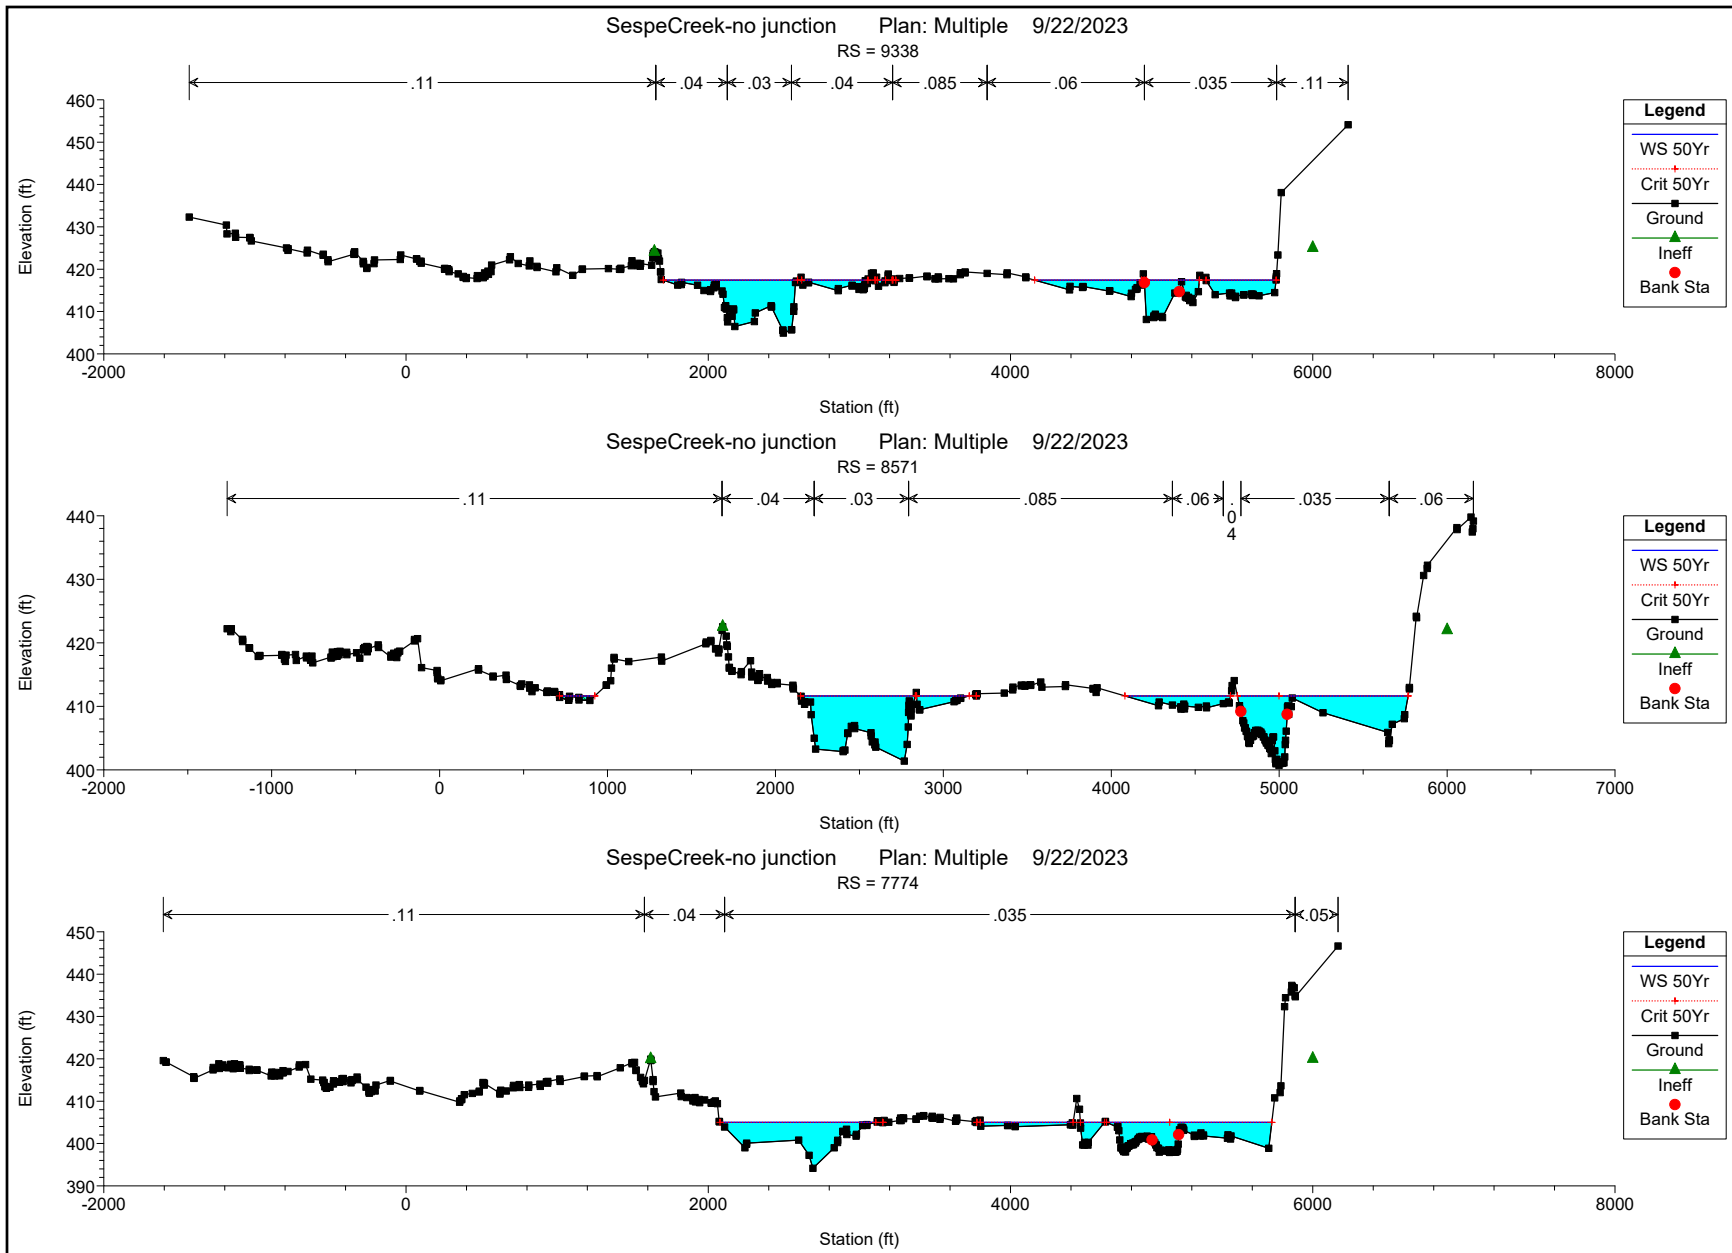 SespeCreek-no junction Plan: Multiple 9/22/2023
RS = 9338
.11 .04 .03 .04 .085 .06 .035 .11
Elevation (ft)
460
450
440
430
420
410
400
-2000 0 2000 4000 6000 8000
Station (ft)
Legend
WS 50Yr
Crit 50Yr
Ground
Ineff
Bank Sta
SespeCreek-no junction Plan: Multiple 9/22/2023
RS = 8571
.11 .04 .03 .085 .06 .04 .035 .06
Elevation (ft)
440
430
420
410
400
-2000 -1000 0 1000 2000 3000 4000 5000 6000 7000
Station (ft)
Legend
WS 50Yr
Crit 50Yr
Ground
Ineff
Bank Sta
SespeCreek-no junction Plan: Multiple 9/22/2023
RS = 7774
.11 .04 .035 .05
Elevation (ft)
450
440
430
420
410
400
390
-2000 0 2000 4000 6000 8000
Station (ft)
Legend
WS 50Yr
Crit 50Yr
Ground
Ineff
Bank Sta